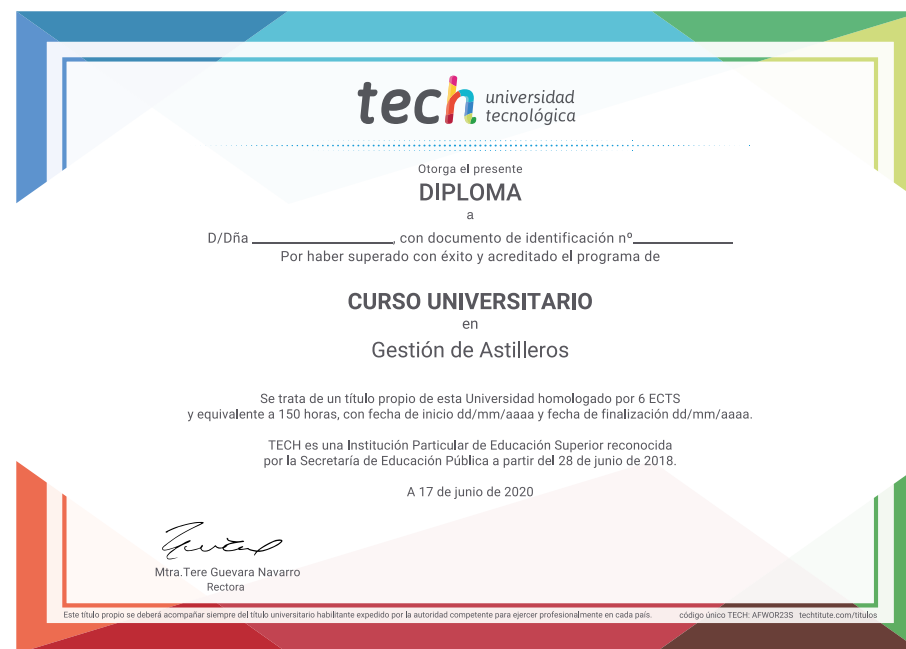 tech universidad
tecnológica
Otorga el presente
DIPLOMA
a
D/Dña ____________________, con documento de identificación nº______________
Por haber superado con éxito y acreditado el programa de
CURSO UNIVERSITARIO
en
Gestión de Astilleros
Se trata de un título propio de esta Universidad homologado por 6 ECTS
y equivalente a 150 horas, con fecha de inicio dd/mm/aaaa y fecha de finalización dd/mm/aaaa.
TECH es una Institución Particular de Educación Superior reconocida
por la Secretaría de Educación Pública a partir del 28 de junio de 2018.
A 17 de junio de 2020
Mtra.Tere Guevara Navarro
Rectora
Este título propio se deberá acompañar siempre del título universitario habilitante expedido por la autoridad competente para ejercer profesionalmente en cada país. código único TECH: AFWOR23S techtitute.com/titulos